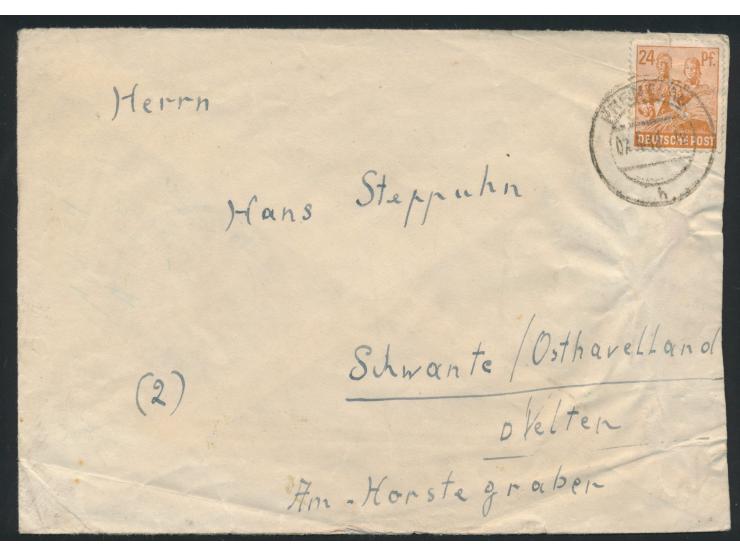 24 Pf.
DEUTSCHE POST
h
Herrn
Hans Steppuhn
Schwante / Osthavelland
(2)
Velten
Am-Horstegraben